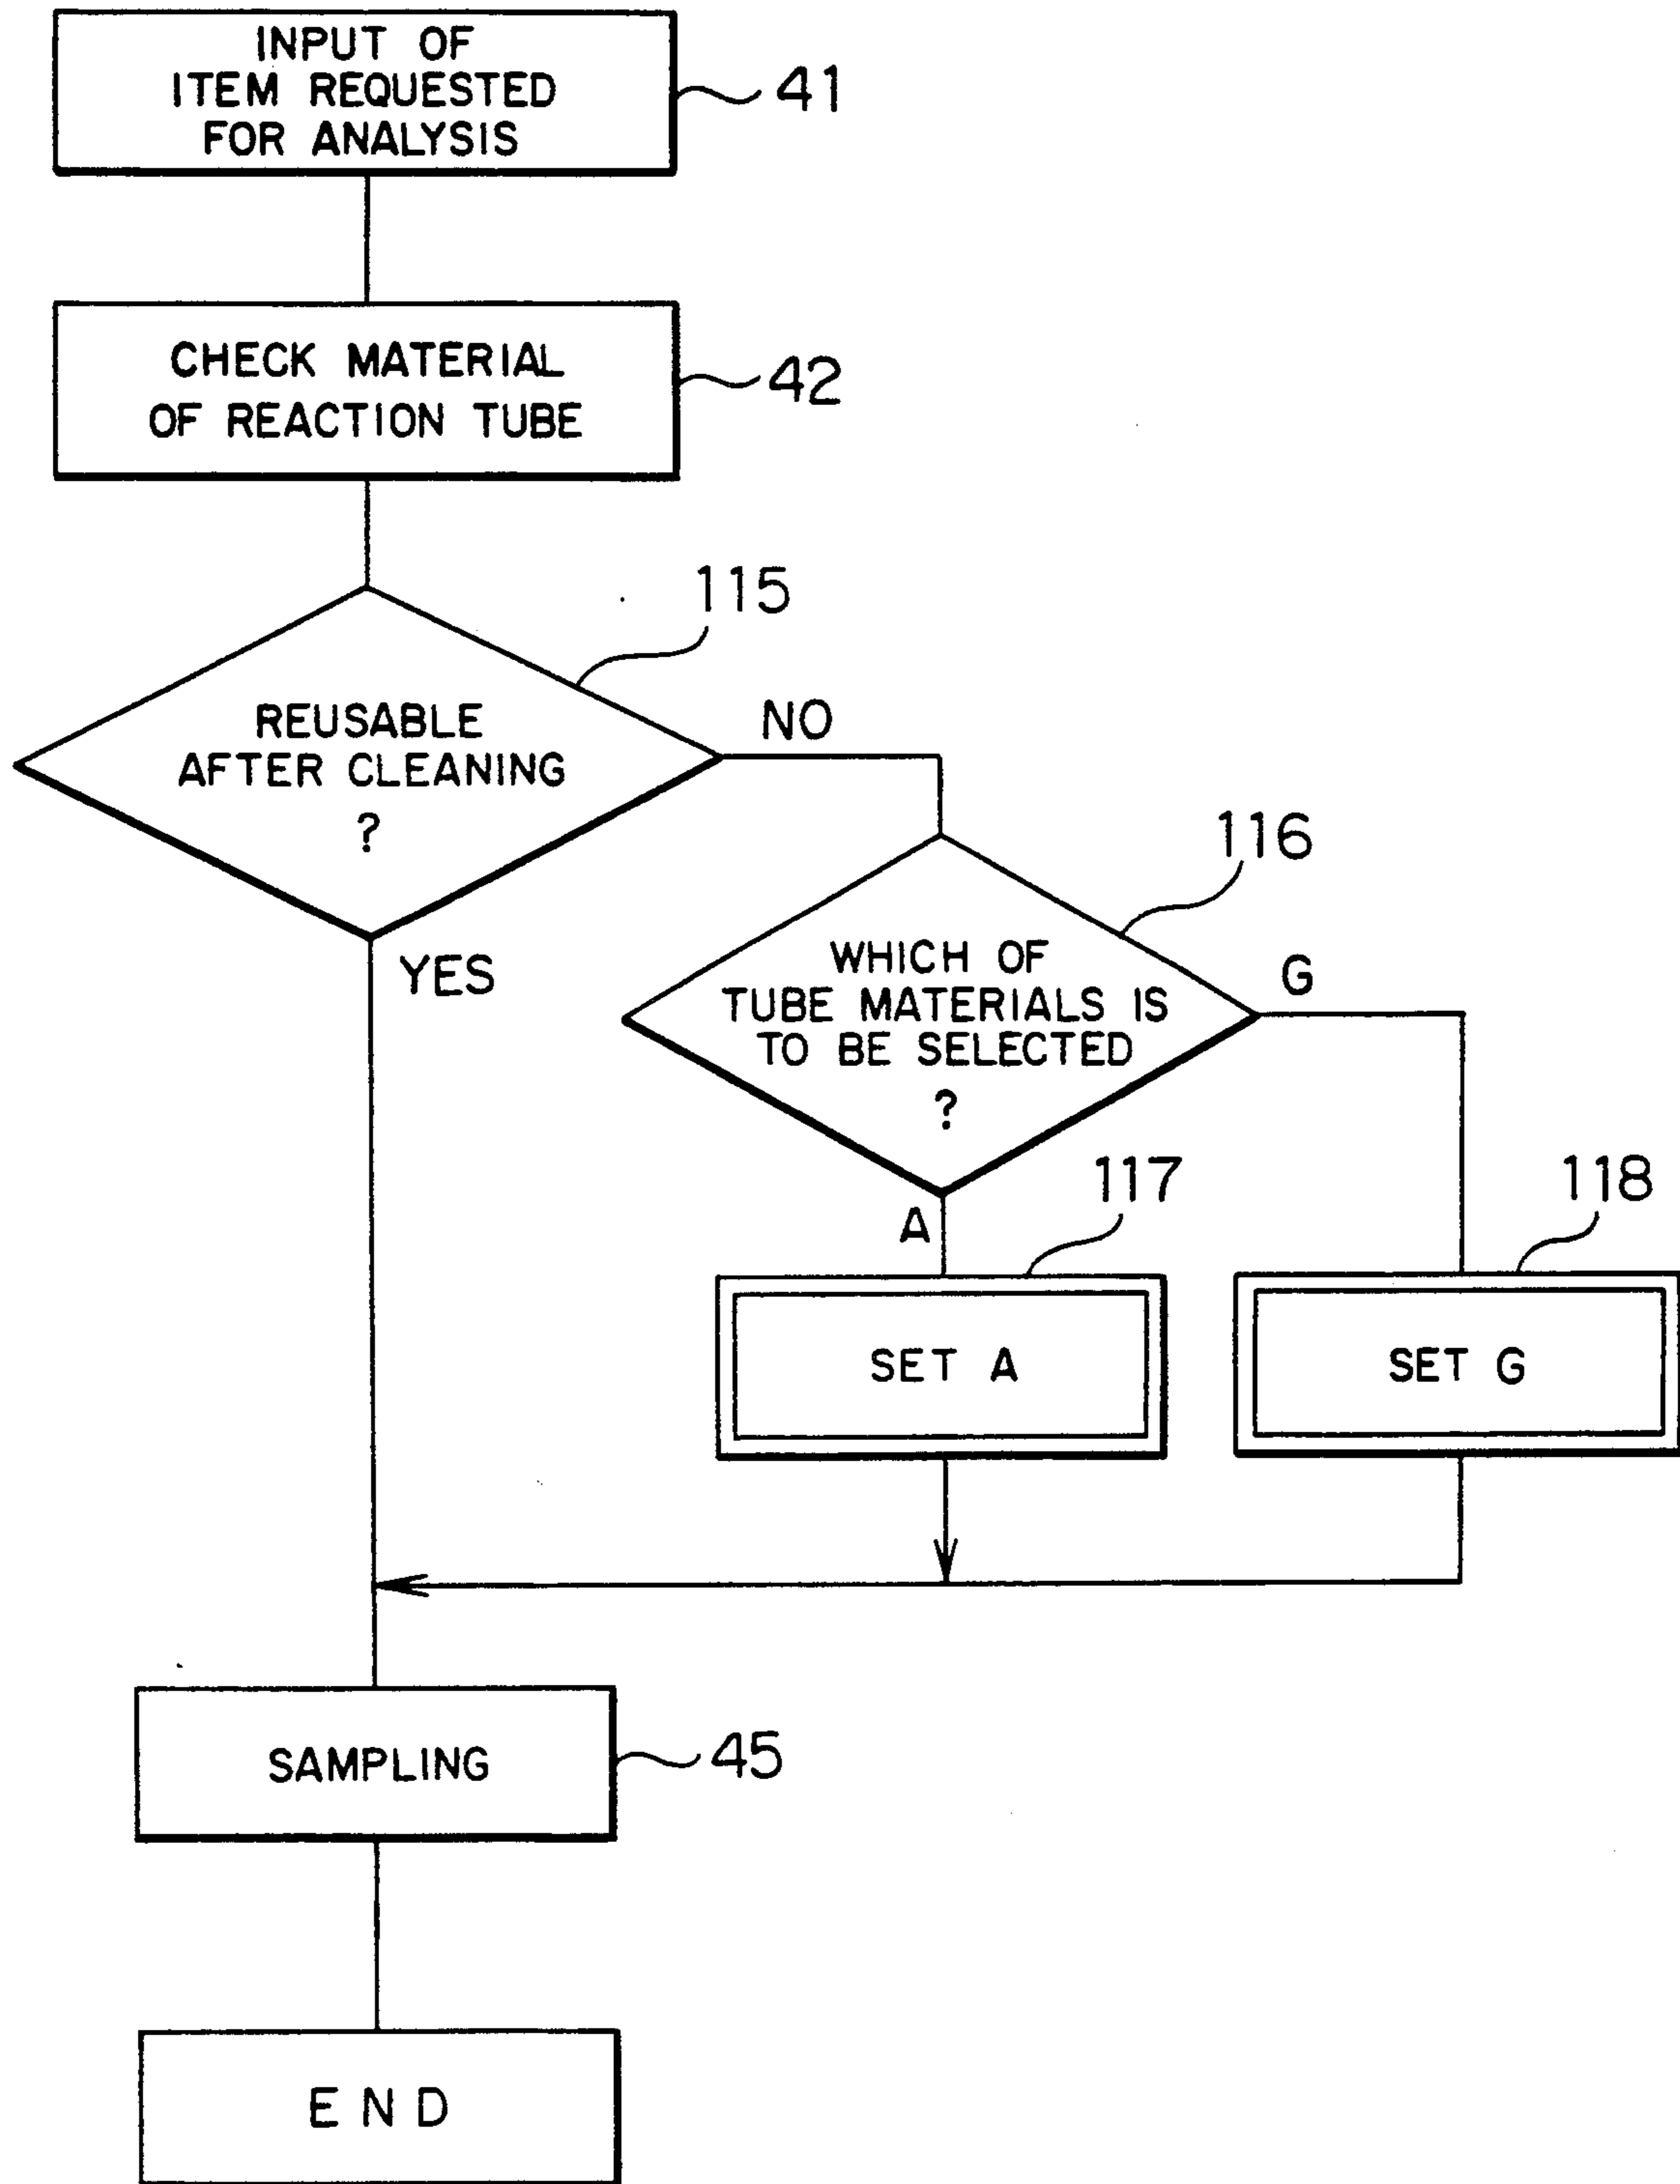 INPUT OF
ITEM REQUESTED
FOR ANALYSIS
41
CHECK MATERIAL
OF REACTION TUBE
42
115
REUSABLE
AFTER CLEANING
?
NO
YES
116
WHICH OF
TUBE MATERIALS IS
TO BE SELECTED
?
G
A
117
118
SET A
SET G
SAMPLING
45
END